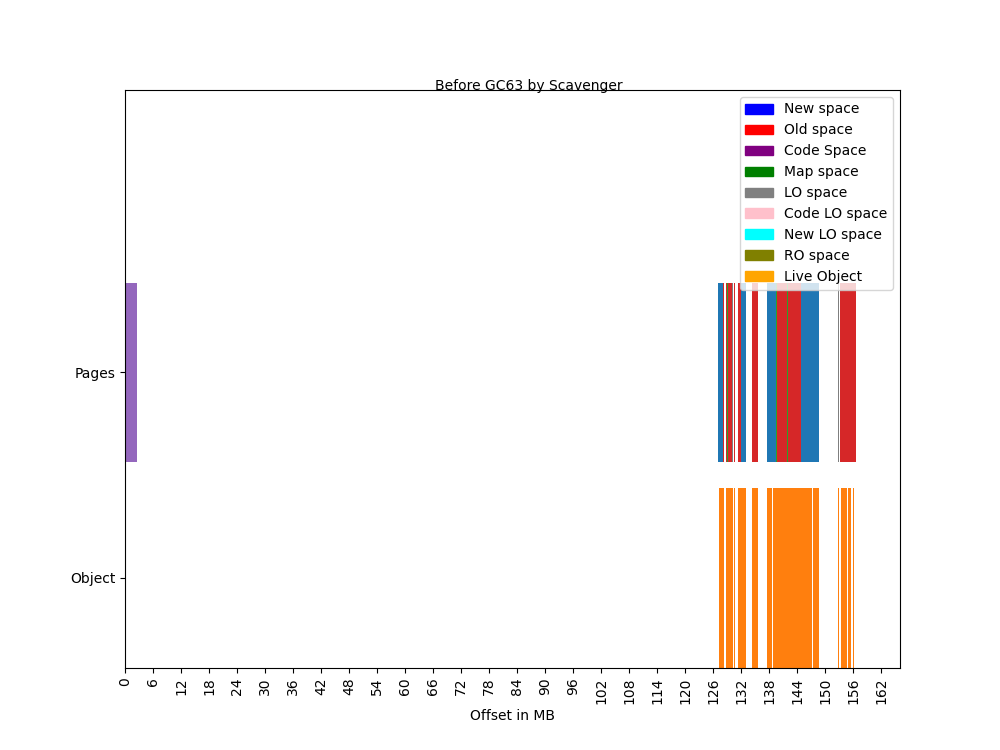 Before GC63 by Scavenger
New space
Old space
Code Space
Map space
LO space
Code LO space
New LO space
RO space
Live Object
Pages
Object
0 6 12 18 24 30 36 42 48 54 60 66 72 78 84 90 96 102 108 114 120 126 132 138 144 150 156 162
Offset in MB